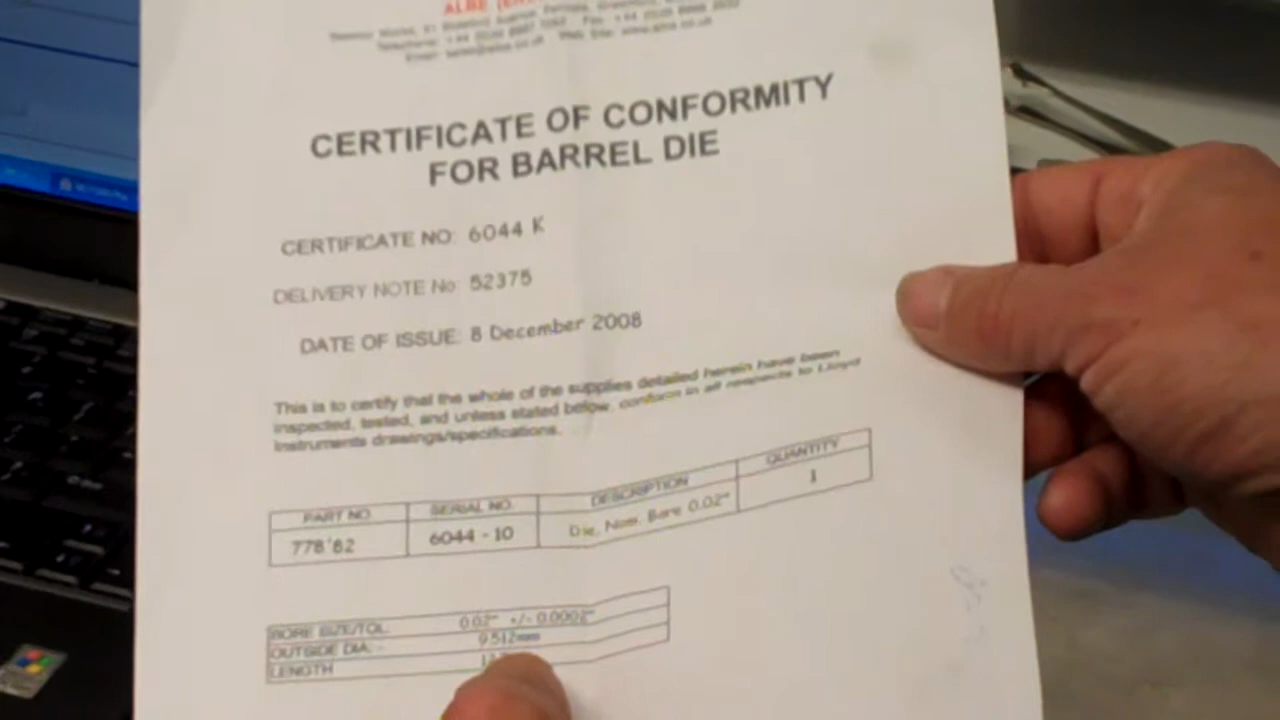 ALBE
CERTIFICATE OF CONFORMITY
FOR BARREL DIE
CERTIFICATE NO: 6044 K
DELIVERY NOTE No: 52375
DATE OF ISSUE: 8 December 2008
This is to certify that the whole of the supplies detailed herein have been
inspected, tested, and unless stated below, conform in all respects to Lloyd
Instruments drawings/specifications.
PART NO. SERIAL NO. DESCRIPTION QUANTITY
778'82 6044 - 10 Die, Nom. Bore 0.02" 1
BORE SIZE/TOL. 0.02" +/- 0.0002"
OUTSIDE DIA. - 9.512mm
LENGTH